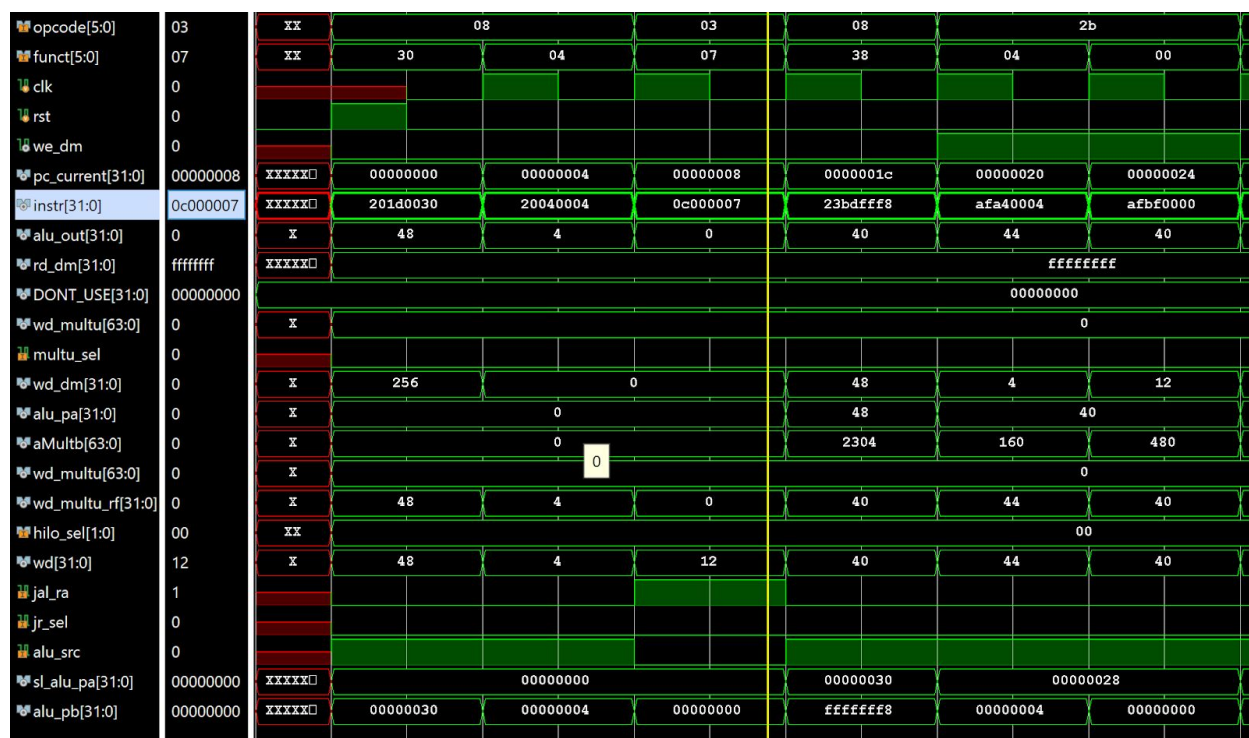 opcode[5:0] 03 XX 08 03 08 2b
funct[5:0] 07 XX 30 04 07 38 04 00
clk 0
rst 0
we_dm 0
pc_current[31:0] 00000008 XXXXX 00000000 00000004 00000008 0000001c 00000020 00000024
instr[31:0] 0c000007 XXXXX 201d0030 20040004 0c000007 23bdfff8 afa40004 afbf0000
alu_out[31:0] 0 X 48 4 0 40 44 40
rd_dm[31:0] ffffffff XXXXX ffffffff
DONT_USE[31:0] 00000000 00000000
wd_multu[63:0] 0 X 0
multu_sel 0
wd_dm[31:0] 0 X 256 0 48 4 12
alu_pa[31:0] 0 X 0 48 40
aMultb[63:0] 0 X 0 2304 160 480
0
wd_multu[63:0] 0 X 0
wd_multu_rf[31:0] 0 X 48 4 0 40 44 40
hilo_sel[1:0] 00 XX 00
wd[31:0] 12 X 48 4 12 40 44 40
jal_ra 1
jr_sel 0
alu_src 0
sl_alu_pa[31:0] 00000000 XXXXX 00000000 00000030 00000028
alu_pb[31:0] 00000000 XXXXX 00000030 00000004 00000000 fffffff8 00000004 00000000